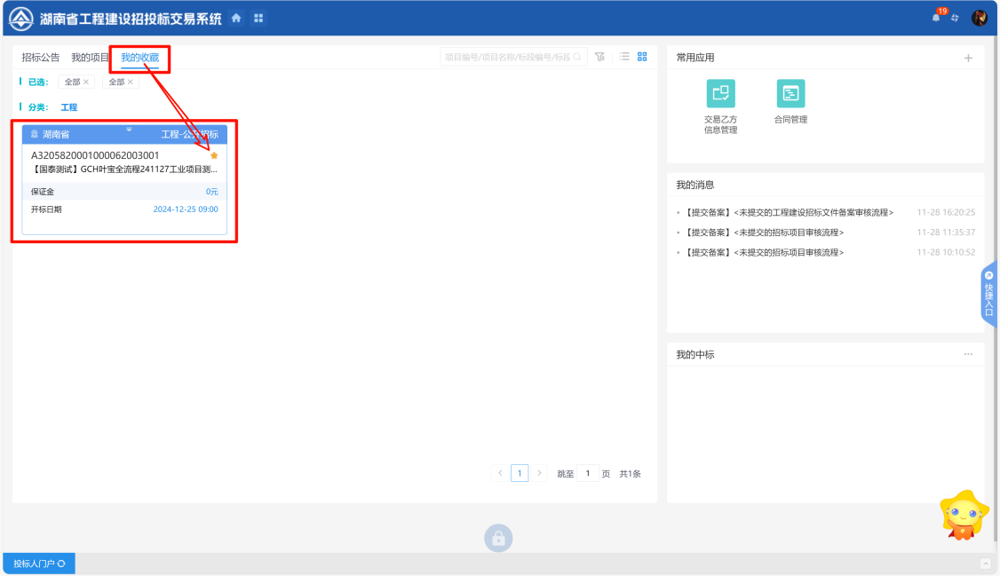 湖南省工程建设招投标交易系统
19
招标公告 我的项目 我的收藏
项目编号/项目名称/标段编号/标段
已选: 全部 × 全部 ×
分类: 工程
湖南省 工程-公开招标
A3205820001000062003001
【国泰测试】GCH叶宝全流程241127工业项目测...
保证金 0元
开标日期 2024-12-25 09:00
< 1 > 跳至 1 页 共1条
常用应用 +
交易乙方
信息管理
合同管理
我的消息
【提交备案】<未提交的工程建设招标文件备案审核流程> 11-28 16:20:25
【提交备案】<未提交的招标项目审核流程> 11-28 11:35:37
【提交备案】<未提交的招标项目审核流程> 11-28 10:10:52
快捷入口
我的中标 ...
投标人门户